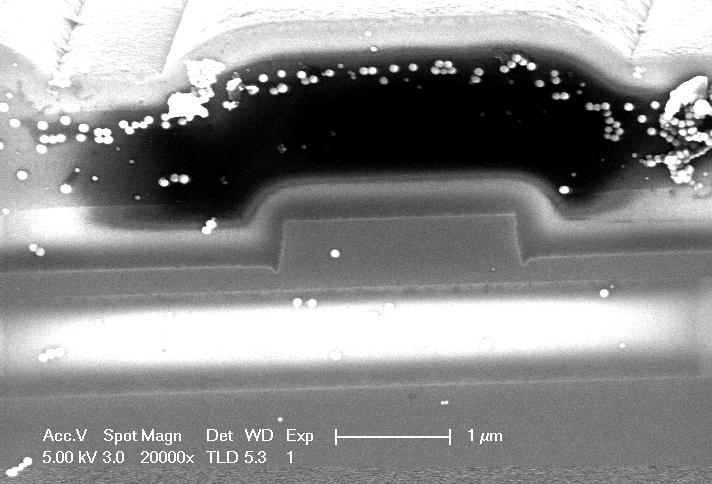 Acc.V Spot Magn Det WD Exp 1 µm
5.00 kV 3.0 20000x TLD 5.3 1